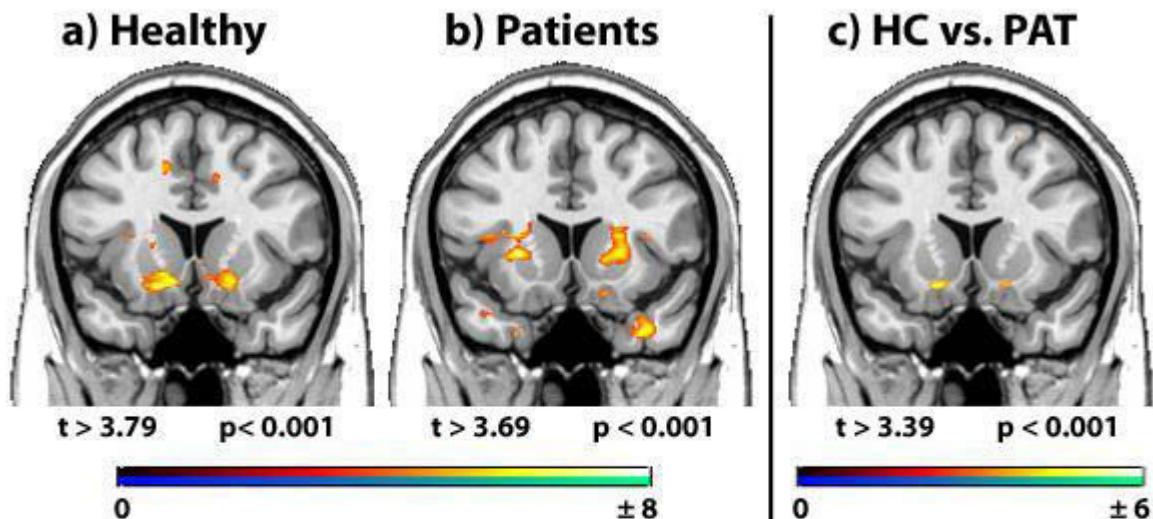 a) Healthy
b) Patients
c) HC vs. PAT
t > 3.79 p< 0.001
t > 3.69 p < 0.001
t > 3.39 p < 0.001
0 ± 8
0 ± 6